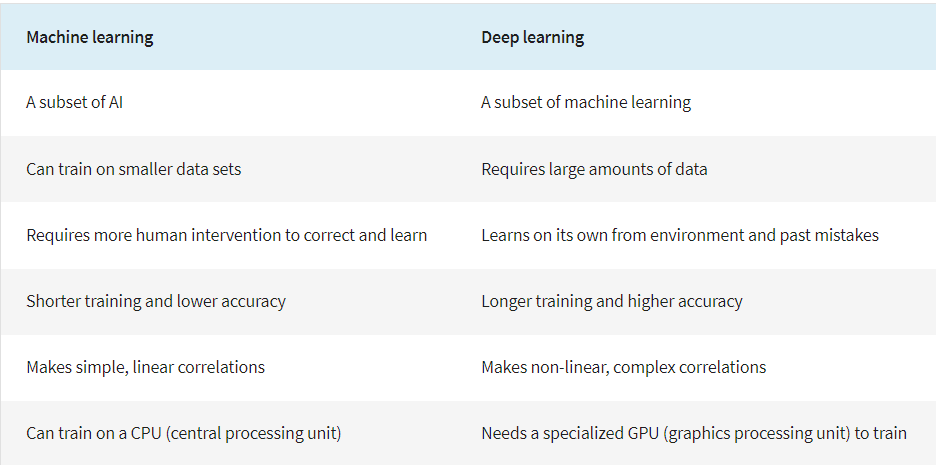 Machine learning Deep learning
A subset of AI A subset of machine learning
Can train on smaller data sets Requires large amounts of data
Requires more human intervention to correct and learn Learns on its own from environment and past mistakes
Shorter training and lower accuracy Longer training and higher accuracy
Makes simple, linear correlations Makes non-linear, complex correlations
Can train on a CPU (central processing unit) Needs a specialized GPU (graphics processing unit) to train